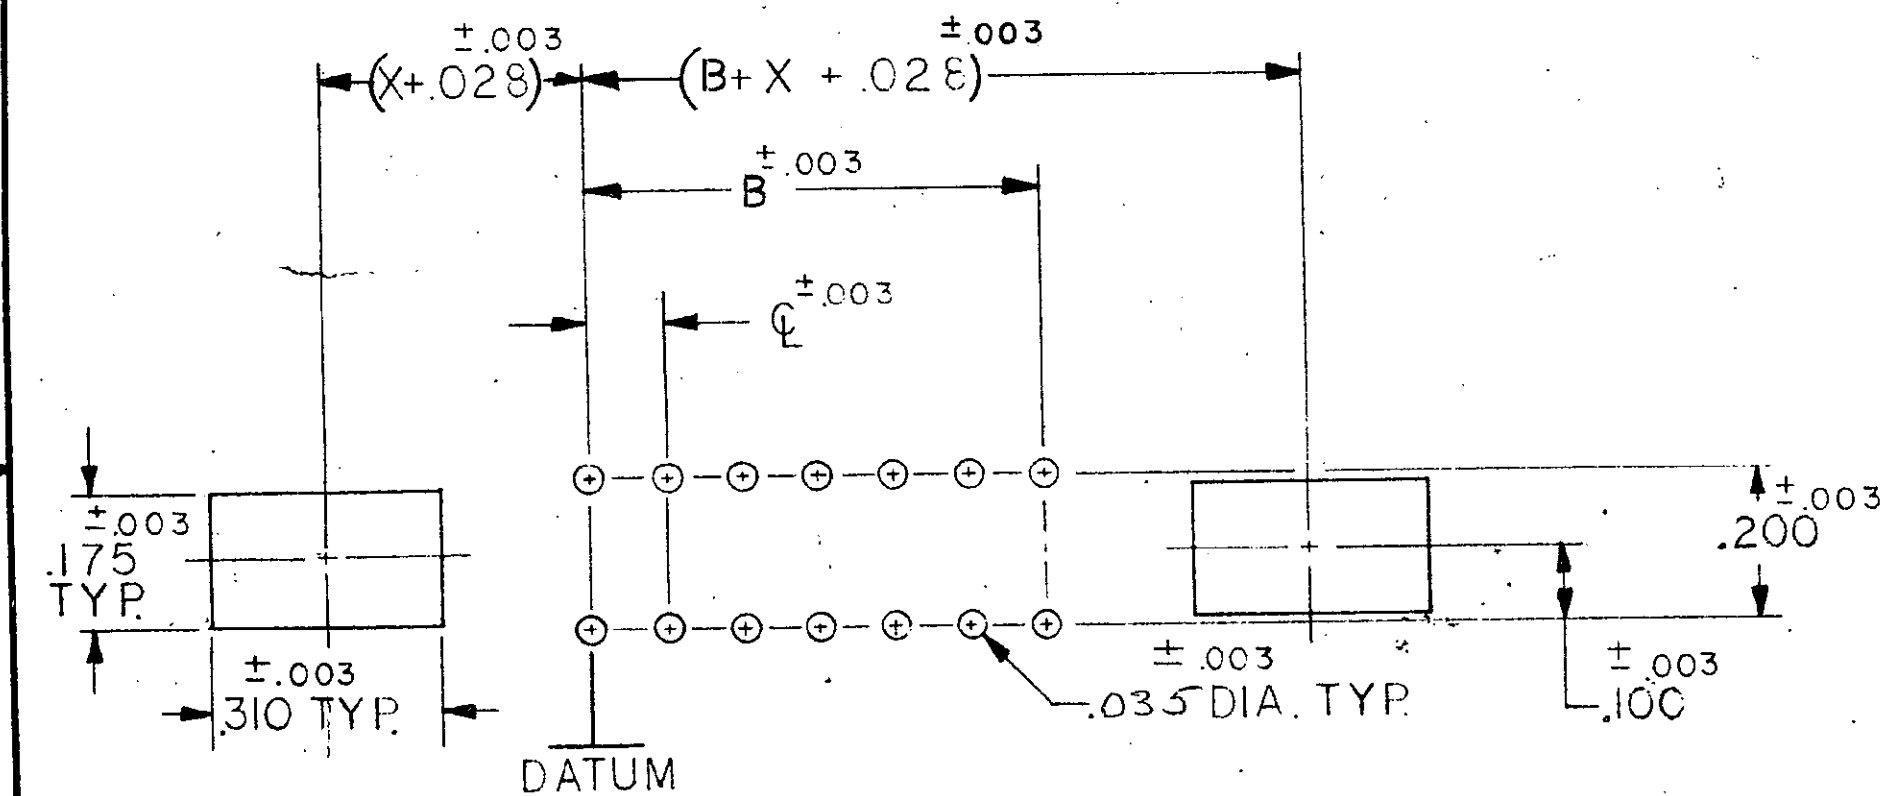 ±.003
(X+.028)
±.003
(B+X + .028)
±.003
B
±.003
℄
±.003
.175
TYP.
±.003
.200
±.003
.310 TYP.
±.003
.035 DIA. TYP.
±.003
.100
DATUM